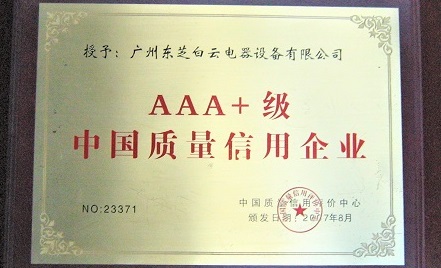 授予：广州东芝白云电器设备有限公司
AAA+级
中国质量信用企业
NO:23371
中国质量信用评价中心
颁发日期：2007年8月